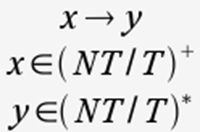 x → y
x ∈ (NT / T)⁺
y ∈ (NT / T)*